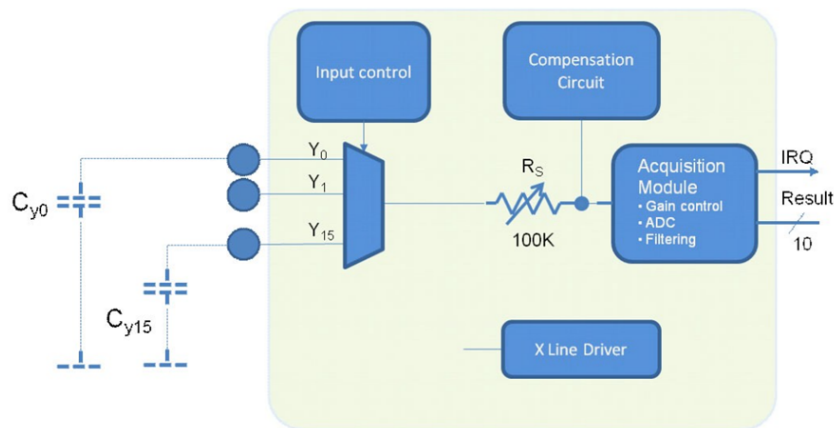 Input control
Compensation
Circuit
Y0
Y1
Y15
Cy0
Cy15
RS
100K
Acquisition
Module
• Gain control
• ADC
• Filtering
IRQ
Result
10
X Line Driver